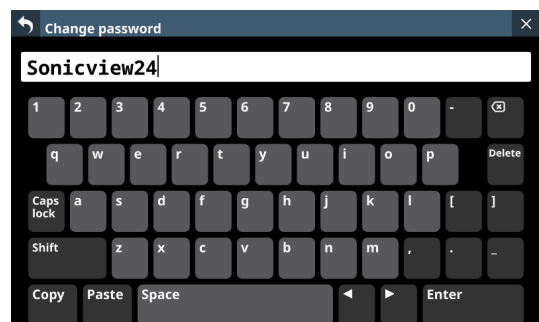 Change password
Sonicview24
1 2 3 4 5 6 7 8 9 0 -
q w e r t y u i o p Delete
Caps lock a s d f g h j k l [ ]
Shift z x c v b n m , . _
Copy Paste Space ◀ ▶ Enter